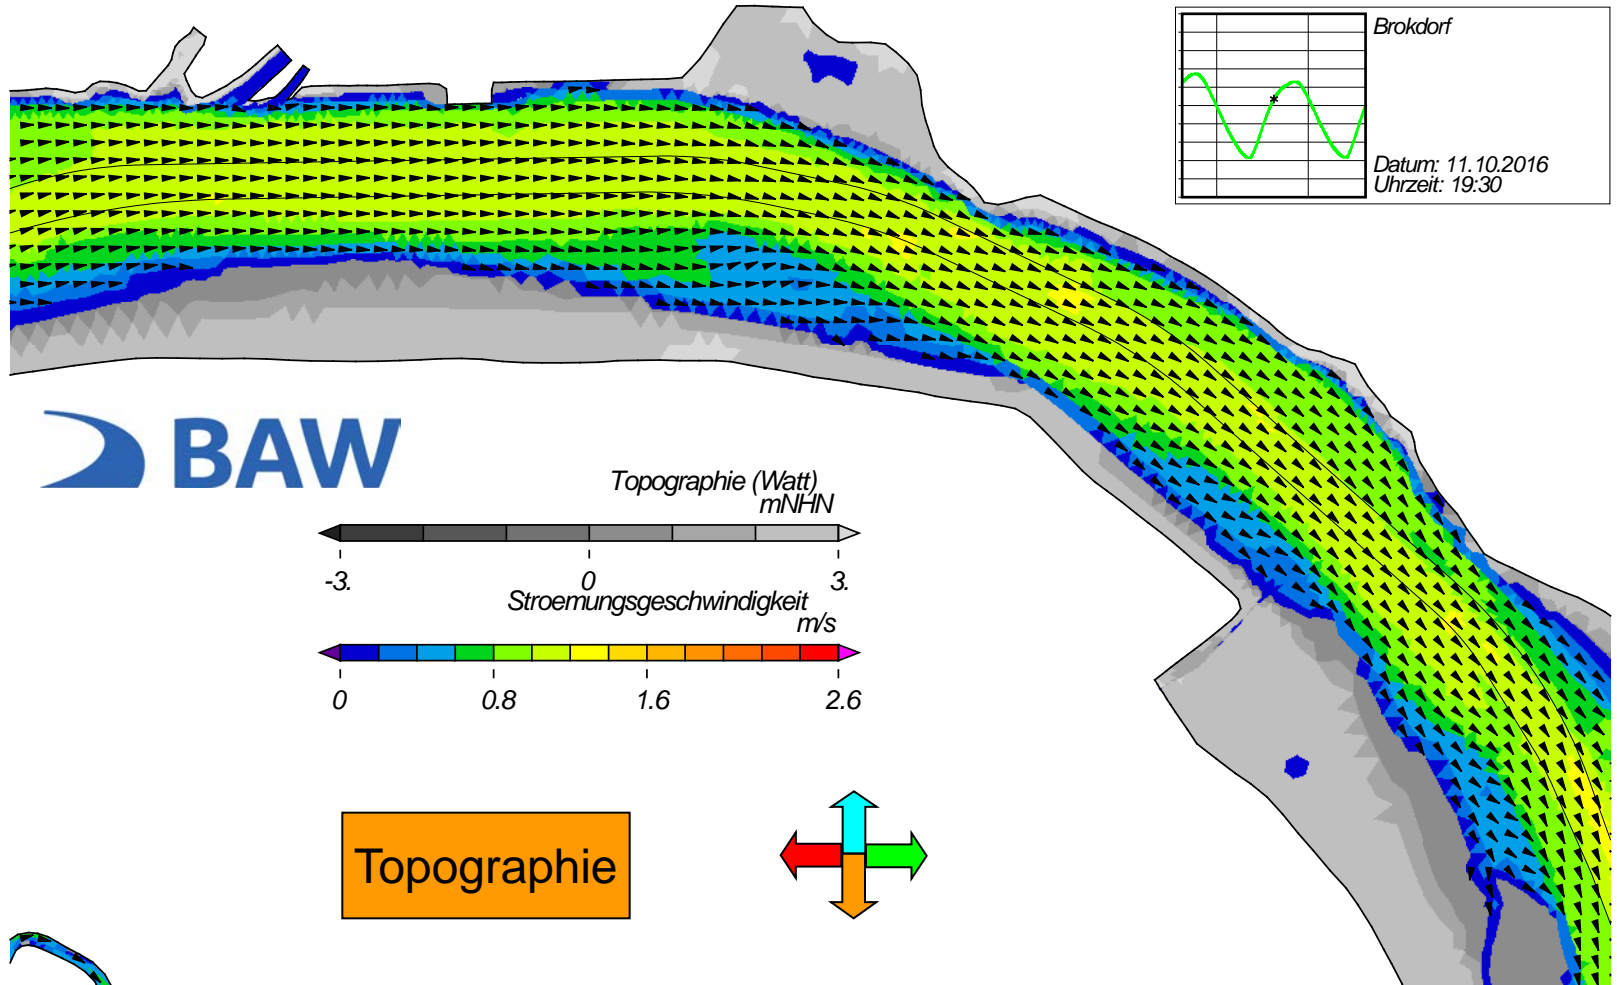 Brokdorf
Datum: 11.10.2016
Uhrzeit: 19:30
BAW
Topographie (Watt)
mNHN
-3. 0 3.
Stroemungsgeschwindigkeit
m/s
0 0.8 1.6 2.6
Topographie